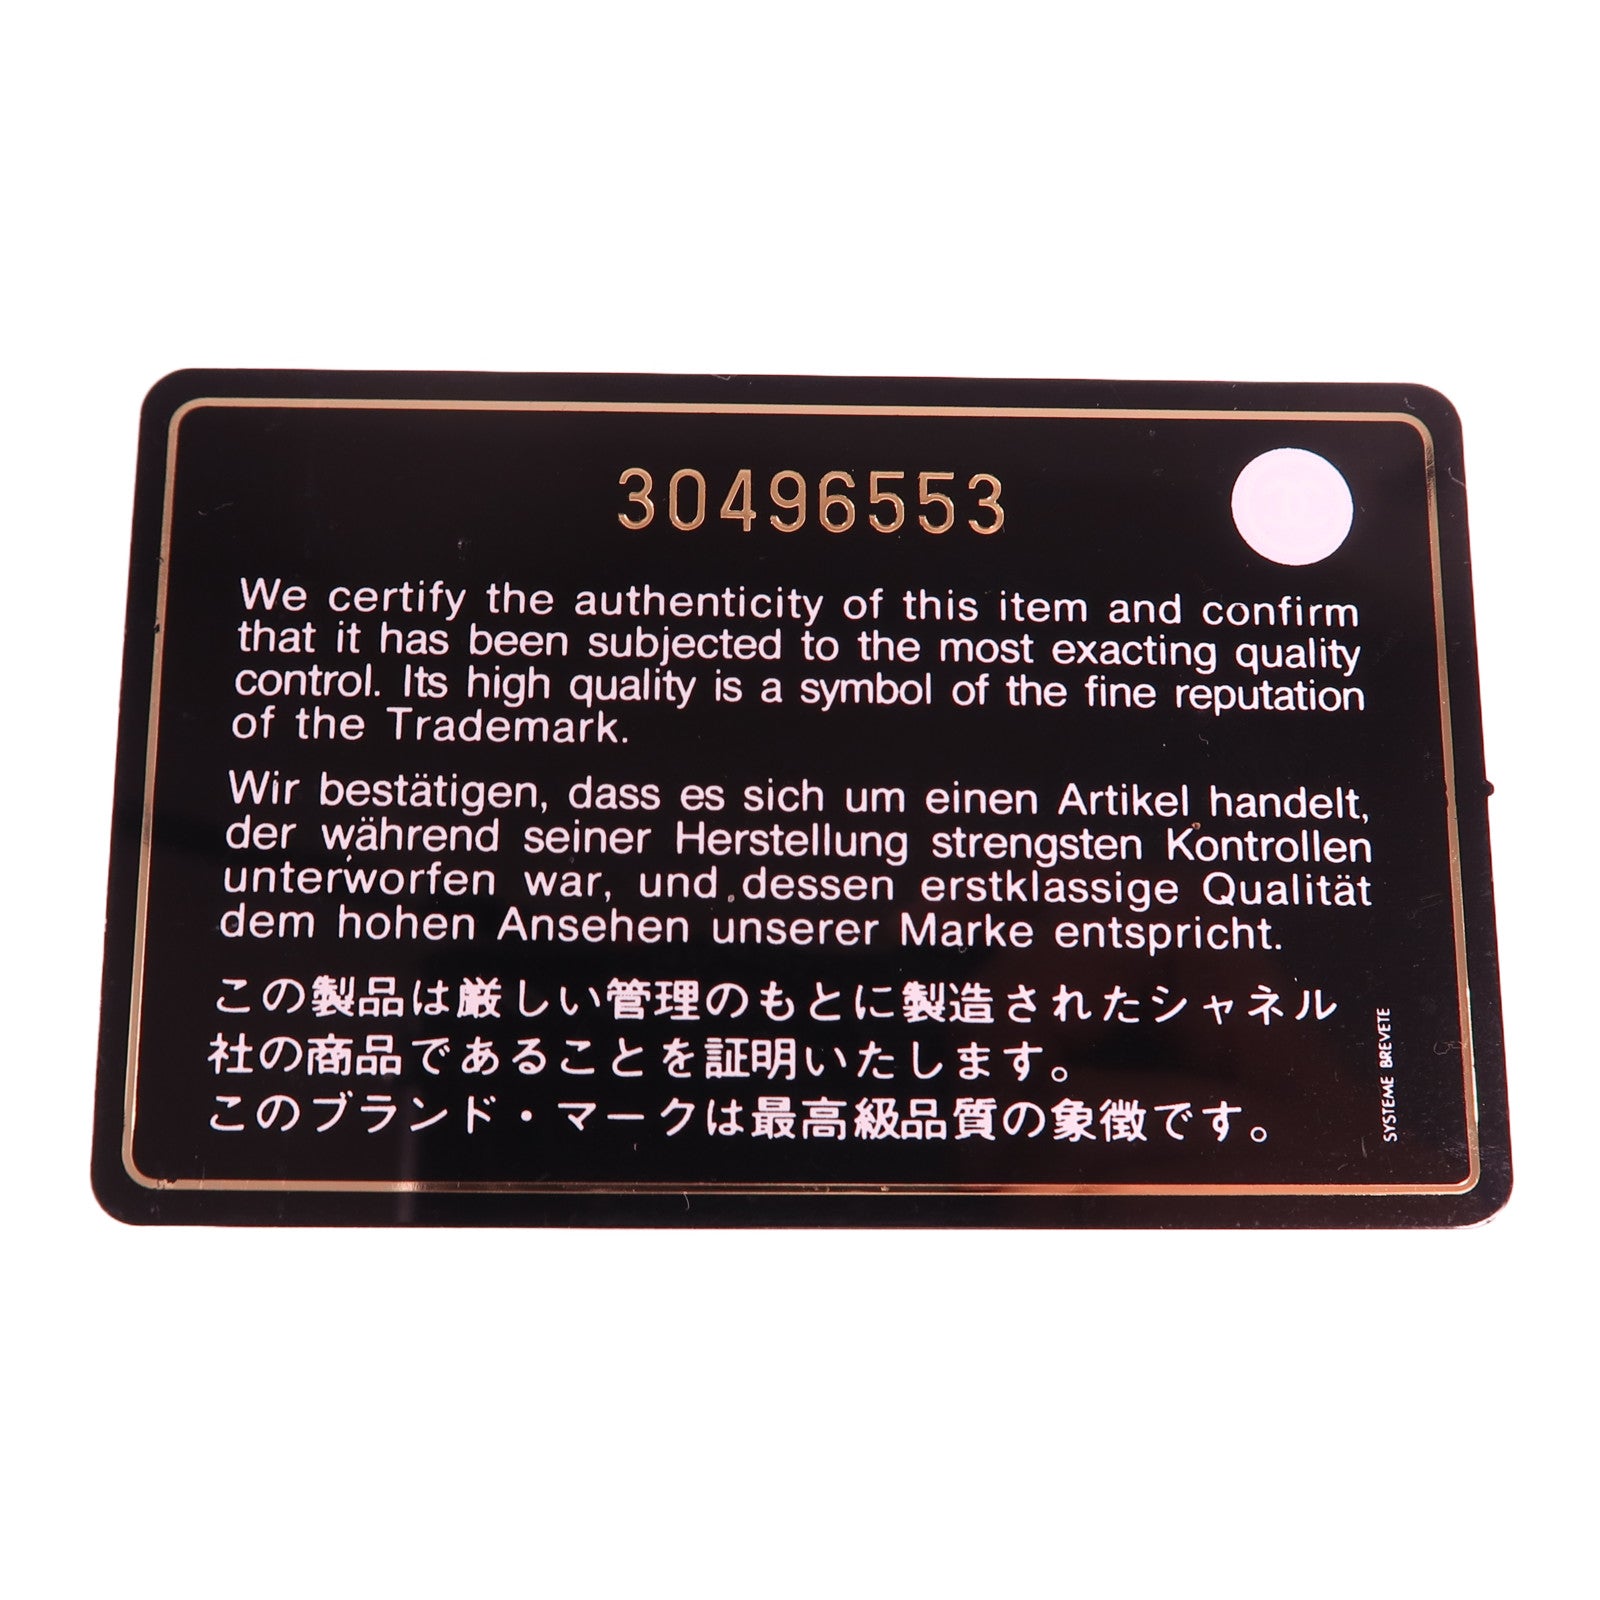 30496553
We certify the authenticity of this item and confirm
that it has been subjected to the most exacting quality
control. Its high quality is a symbol of the fine reputation
of the Trademark.
Wir bestätigen, dass es sich um einen Artikel handelt,
der während seiner Herstellung strengsten Kontrollen
unterworfen war, und dessen erstklassige Qualität
dem hohen Ansehen unserer Marke entspricht.
この製品は厳しい管理のもとに製造されたシャネル
社の商品であることを証明いたします。
このブランド・マークは最高級品質の象徴です。
SYSTEME BREVETE